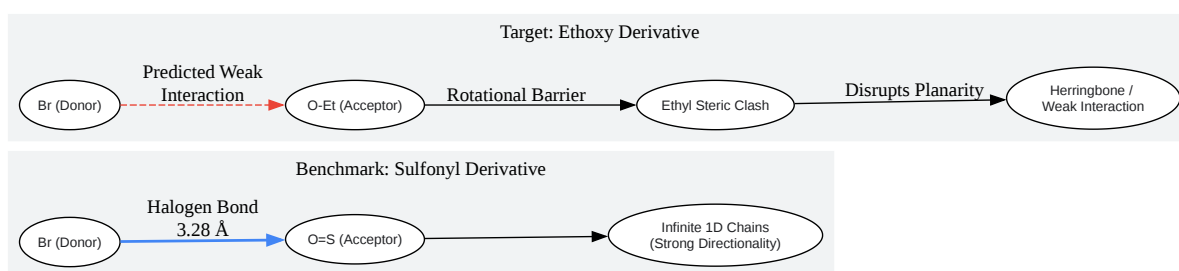 Target: Ethoxy Derivative
Br (Donor)
Predicted Weak
Interaction
O-Et (Acceptor)
Rotational Barrier
Ethyl Steric Clash
Disrupts Planarity
Herringbone /
Weak Interaction
Benchmark: Sulfonyl Derivative
Br (Donor)
Halogen Bond
3.28 Å
O=S (Acceptor)
Infinite 1D Chains
(Strong Directionality)